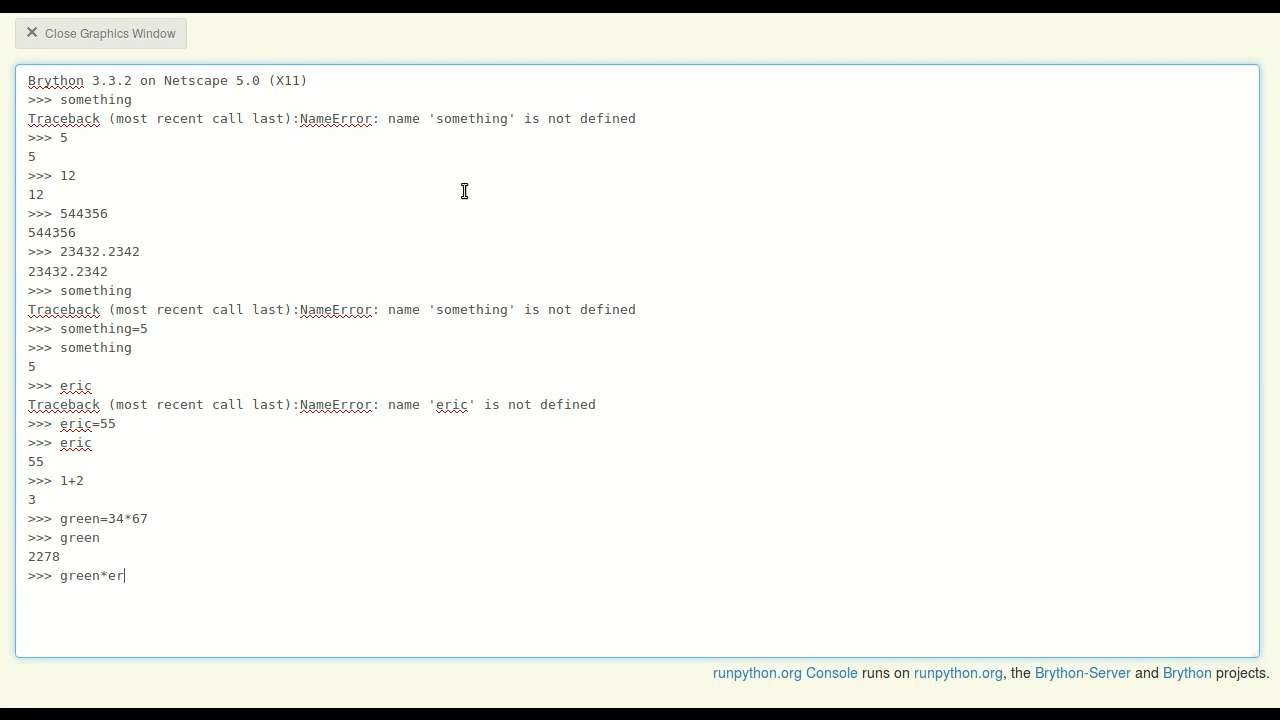 ✕ Close Graphics Window
Brython 3.3.2 on Netscape 5.0 (X11)
>>> something
Traceback (most recent call last):NameError: name 'something' is not defined
>>> 5
5
>>> 12
12
>>> 544356
544356
>>> 23432.2342
23432.2342
>>> something
Traceback (most recent call last):NameError: name 'something' is not defined
>>> something=5
>>> something
5
>>> eric
Traceback (most recent call last):NameError: name 'eric' is not defined
>>> eric=55
>>> eric
55
>>> 1+2
3
>>> green=34*67
>>> green
2278
>>> green*er
runpython.org Console runs on runpython.org, the Brython-Server and Brython projects.